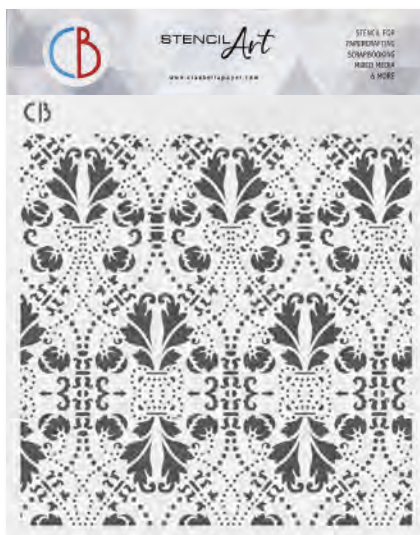 CB
STENCIL Art
STENCIL FOR
PAPERCRAFTING
SCRAPBOOKING
MIXED MEDIA
& MORE
www.ciaobellapaper.com
CB